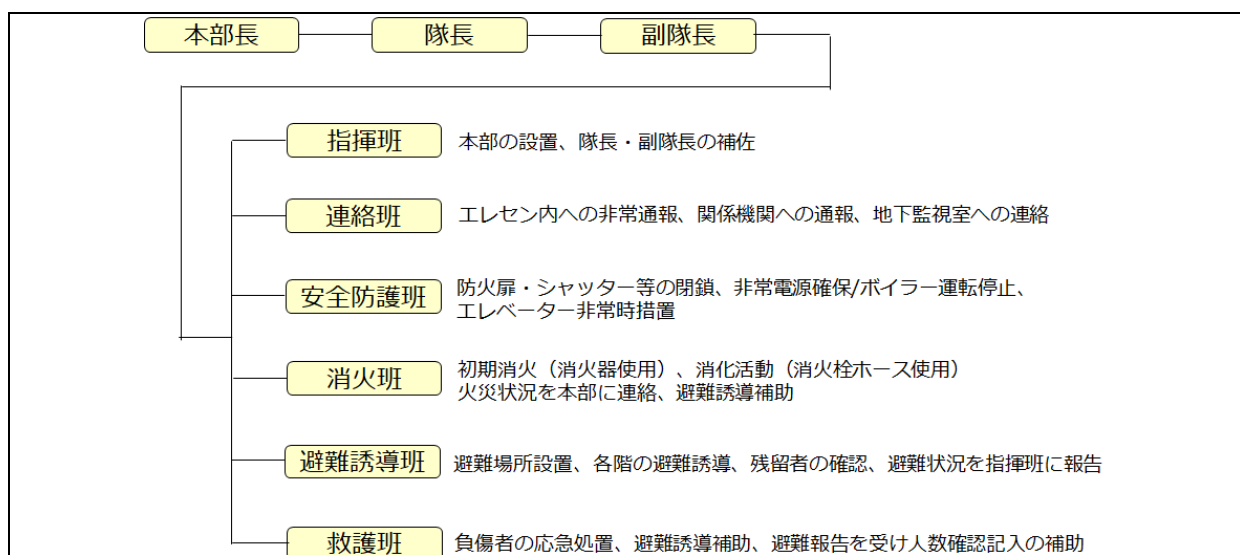 本部長 隊長 副隊長
指揮班 本部の設置、隊長・副隊長の補佐
連絡班 エレセン内への非常通報、関係機関への通報、地下監視室への連絡
安全防護班 防火扉・シャッター等の閉鎖、非常電源確保/ボイラー運転停止、
エレベーター非常時措置
消火班 初期消火（消火器使用）、消化活動（消火栓ホース使用）
火災状況を本部に連絡、避難誘導補助
避難誘導班 避難場所設置、各階の避難誘導、残留者の確認、避難状況を指揮班に報告
救護班 負傷者の応急処置、避難誘導補助、避難報告を受け人数確認記入の補助